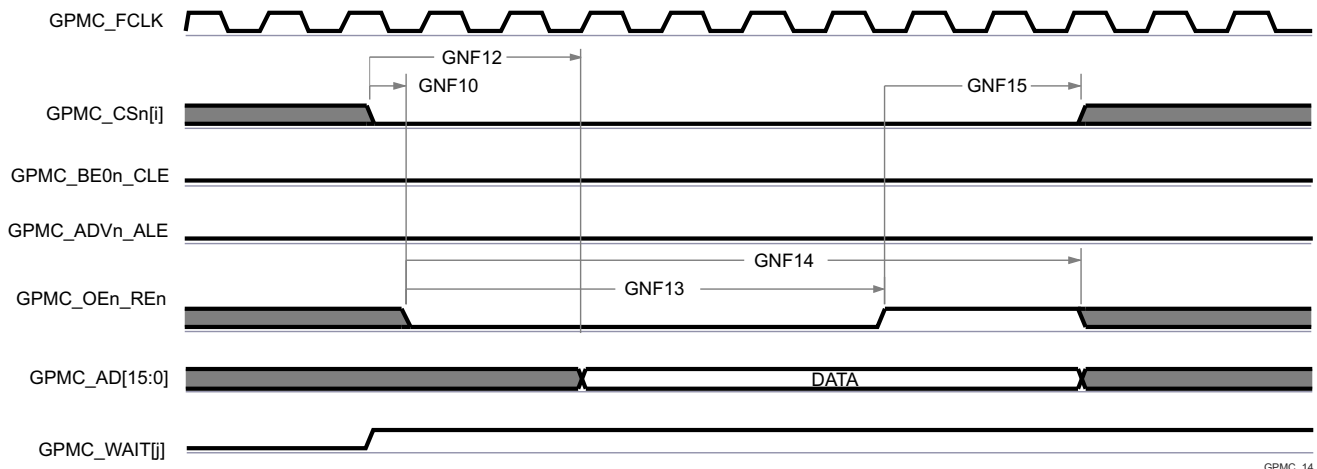 GPMC_FCLK
GNF12
GNF10
GNF15
GPMC_CSn[i]
GPMC_BE0n_CLE
GPMC_ADVn_ALE
GNF14
GNF13
GPMC_OEn_REn
GPMC_AD[15:0]
DATA
GPMC_WAIT[j]
GPMC_14